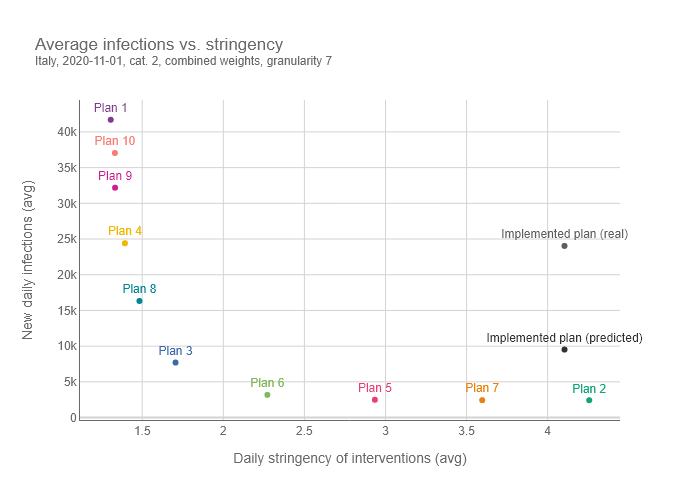 Average infections vs. stringency
Italy, 2020-11-01, cat. 2, combined weights, granularity 7
Plan 1
40k
Plan 10
35k
Plan 9
30k
Plan 4
Implemented plan (real)
25k
20k
Plan 8
15k
Plan 3
Implemented plan (predicted)
10k
Plan 6
Plan 5
Plan 7
Plan 2
5k
0
1.5
2
2.5
3
3.5
4
New daily infections (avg)
Daily stringency of interventions (avg)